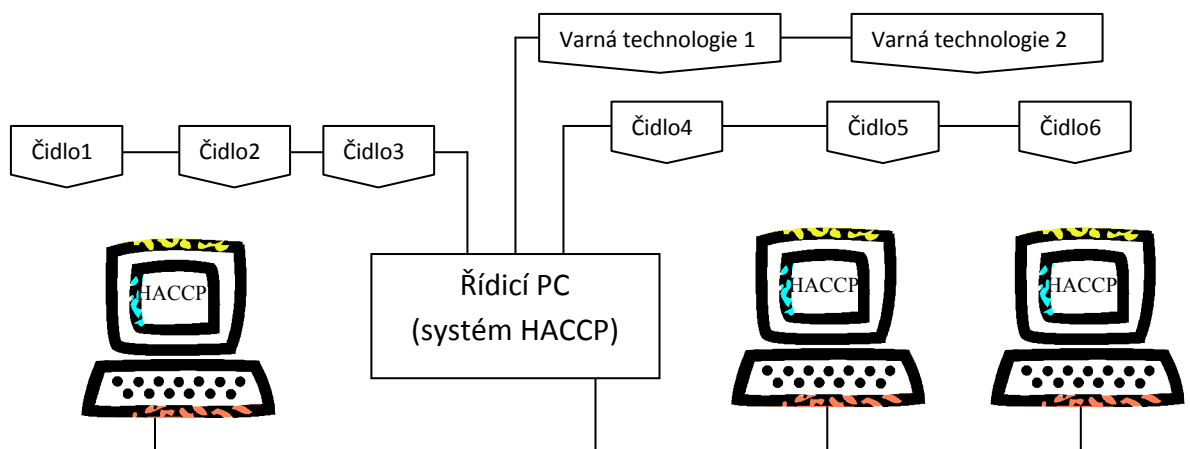 Varná technologie 1
Varná technologie 2
Čidlo4
Čidlo5
Čidlo6
Čidlo1
Čidlo2
Čidlo3
HACCP
Řídicí PC
(systém HACCP)
HACCP
HACCP